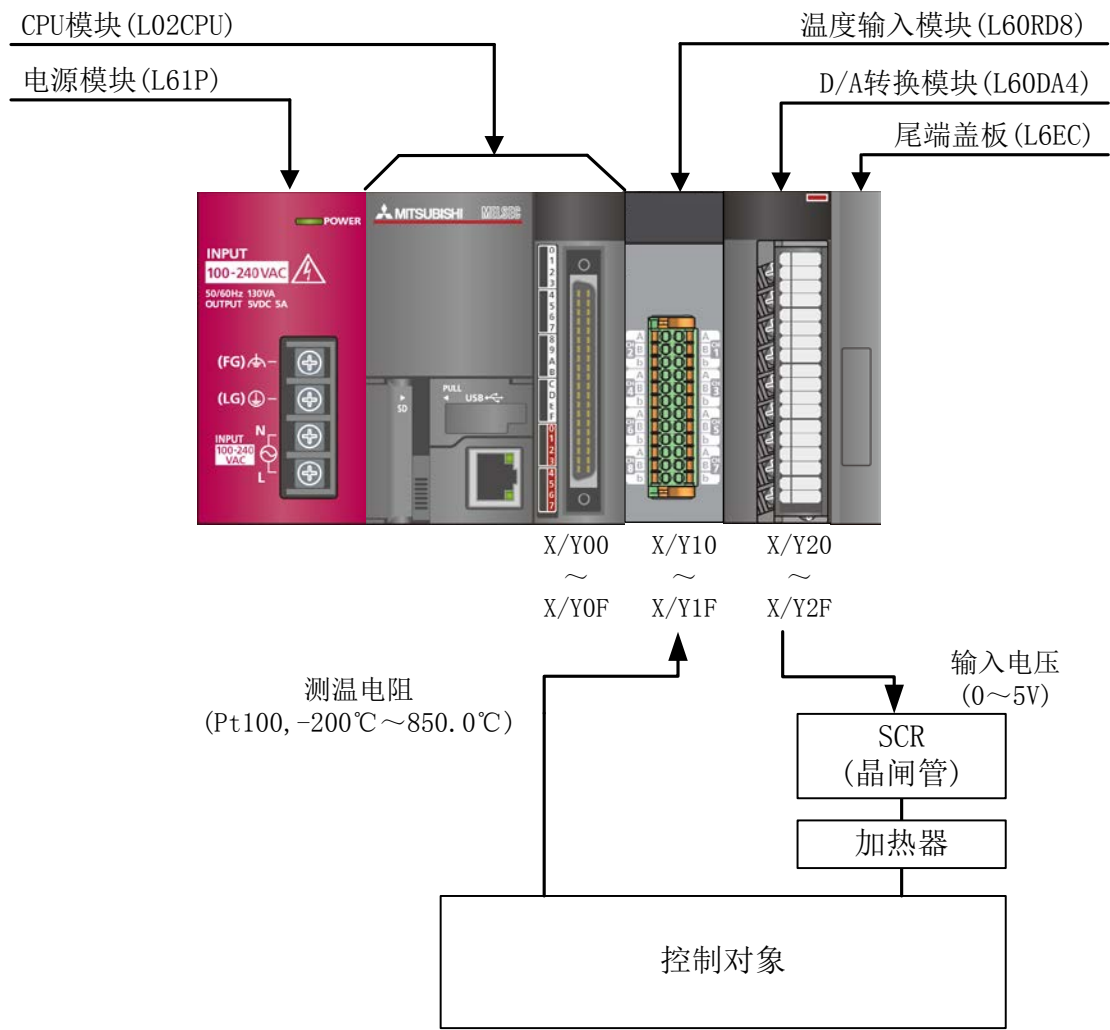 CPU模块(L02CPU)
电源模块(L61P)
温度输入模块(L60RD8)
D/A转换模块(L60DA4)
尾端盖板(L6EC)
POWER
INPUT
100-240VAC
50/60Hz 130VA
OUTPUT 5VDC 5A
(FG)
(LG)
N
INPUT
100-240
VAC
L
MITSUBISHI MELSEC
SD
PULL
USB
0
1
2
3
4
5
6
7
8
9
A
B
C
D
E
F
0
1
2
3
4
5
6
7
A
B
b
A
B
b
A
B
b
A
B
b
A
B
b
A
B
b
A
B
b
A
B
b
X/Y00
～
X/Y0F
X/Y10
～
X/Y1F
X/Y20
～
X/Y2F
测温电阻
(Pt100,-200℃～850.0℃)
输入电压
(0～5V)
SCR
(晶闸管)
加热器
控制对象